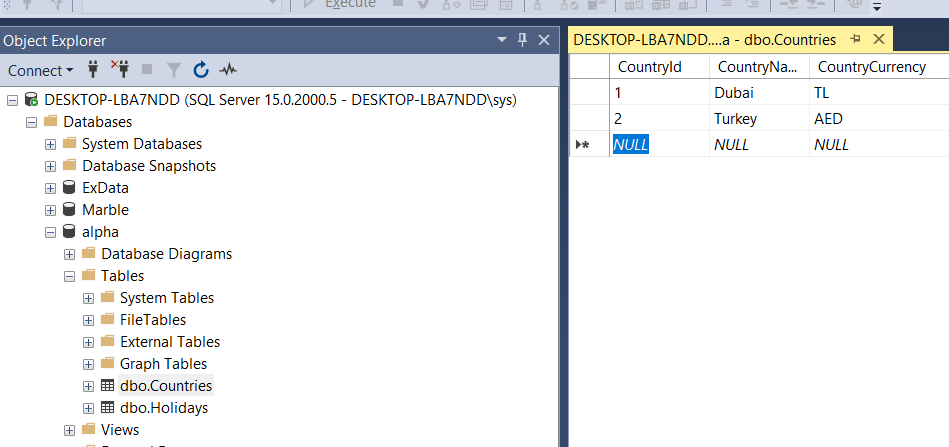 Execute
Object Explorer
Connect
DESKTOP-LBA7NDD (SQL Server 15.0.2000.5 - DESKTOP-LBA7NDD\sys)
Databases
System Databases
Database Snapshots
ExData
Marble
alpha
Database Diagrams
Tables
System Tables
FileTables
External Tables
Graph Tables
dbo.Countries
dbo.Holidays
Views
DESKTOP-LBA7NDD....a - dbo.Countries
CountryId CountryNa... CountryCurrency
1 Dubai TL
2 Turkey AED
NULL NULL NULL